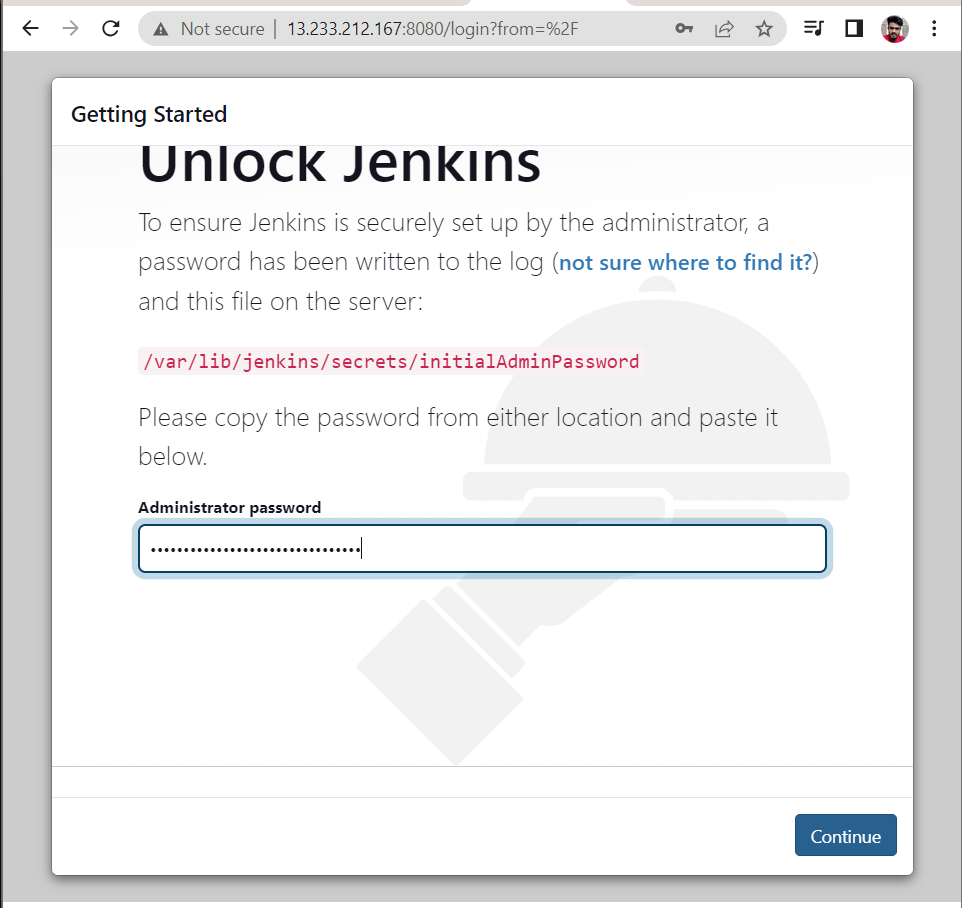 Not secure | 13.233.212.167:8080/login?from=%2F
Getting Started
Unlock Jenkins
To ensure Jenkins is securely set up by the administrator, a
password has been written to the log (not sure where to find it?)
and this file on the server:
/var/lib/jenkins/secrets/initialAdminPassword
Please copy the password from either location and paste it
below.
Administrator password
••••••••••••••••••••••••••••••••
Continue